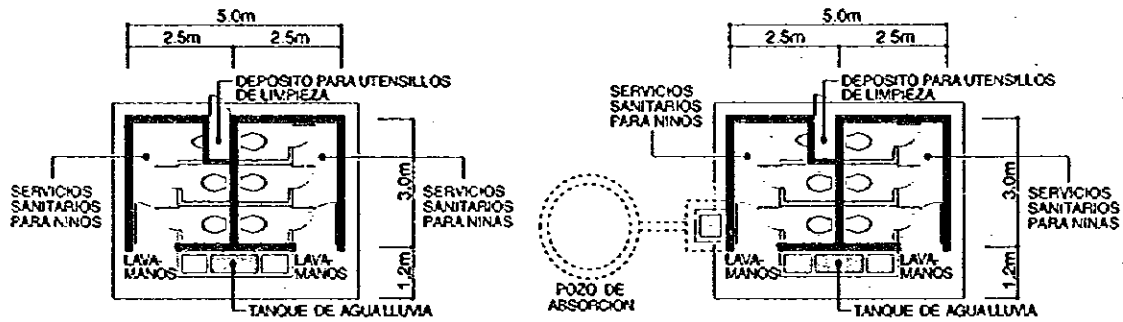 5.0m
2.5m
2.5m
DEPOSITO PARA UTENSILLOS
DE LIMPIEZA
SERVICIOS
SANITARIOS
PARA NINOS
SERVICIOS
SANITARIOS
PARA NINAS
3.0m
1.2m
LAVA-
MANOS
LAVA-
MANOS
TANQUE DE AGUA LLUVIA
5.0m
2.5m
2.5m
DEPOSITO PARA UTENSILLOS
DE LIMPIEZA
SERVICIOS
SANITARIOS
PARA NINOS
SERVICIOS
SANITARIOS
PARA NINAS
3.0m
1.2m
LAVA-
MANOS
LAVA-
MANOS
POZO DE
ABSORCION
TANQUE DE AGUA LLUVIA